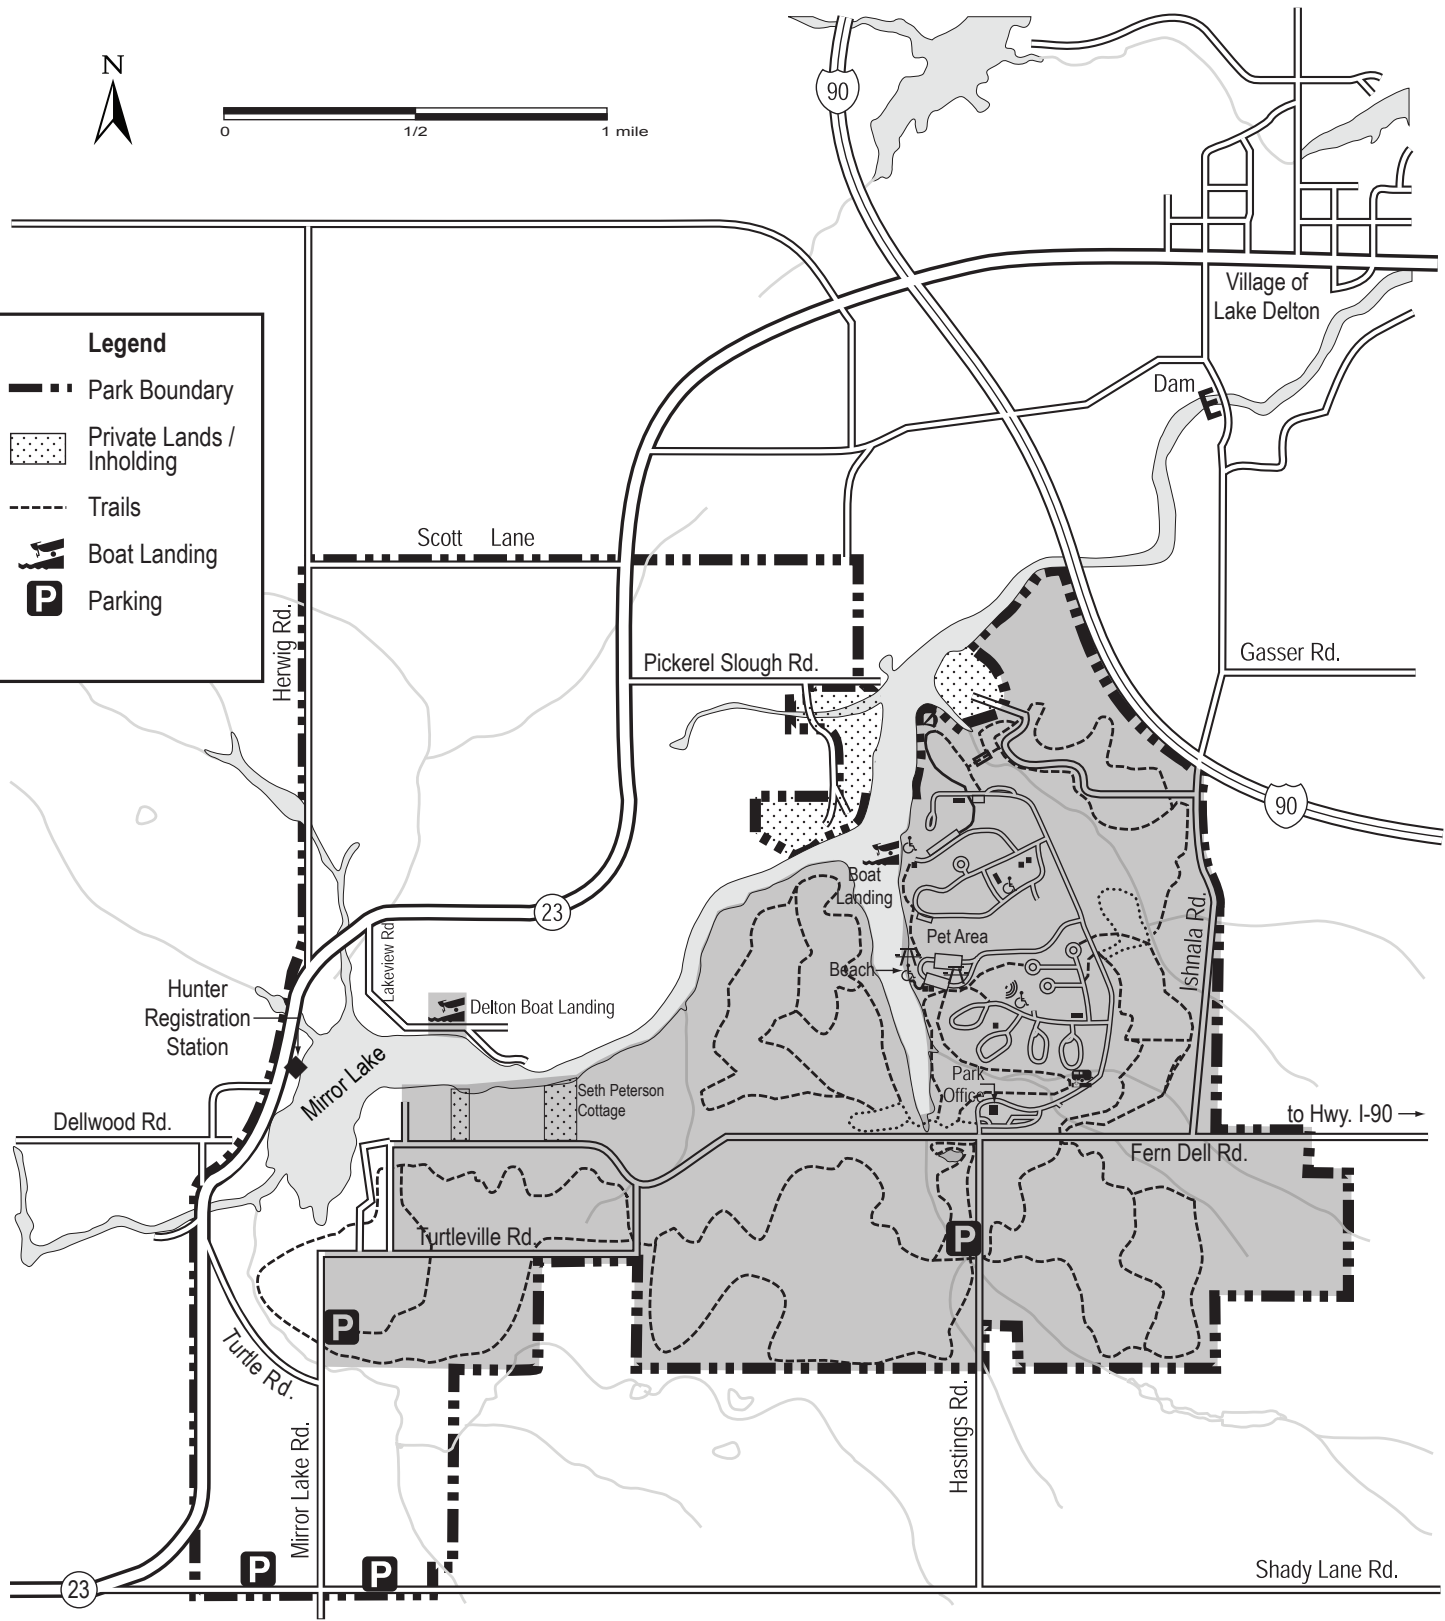 N
0 1/2 1 mile
90
Village of
Lake Delton
Legend
Park Boundary
Private Lands /
Inholding
Trails
Boat Landing
P Parking
Dam
Scott Lane
Herwig Rd.
Pickerel Slough Rd.
Gasser Rd.
90
23
Boat
Landing
Ishnala Rd.
Lakeview Rd
Pet Area
Beach
Hunter
Registration
Station
Delton Boat Landing
Mirror Lake
Park
Office
Seth Peterson
Cottage
Dellwood Rd.
to Hwy. I-90
Fern Dell Rd.
Turtleville Rd.
P
P
Turtle Rd.
Mirror Lake Rd.
Hastings Rd.
P
P
Shady Lane Rd.
23